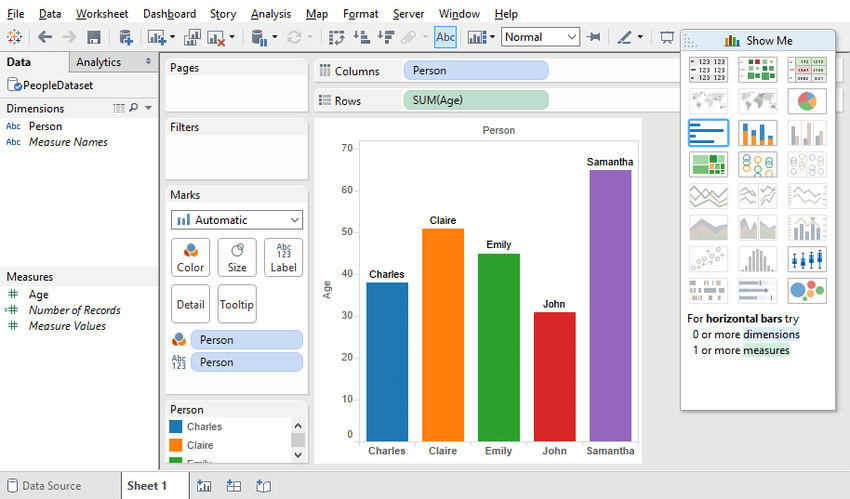 File Data Worksheet Dashboard Story Analysis Map Format Server Window Help
Abc Normal
Show Me
Data Analytics
PeopleDataset
Dimensions
Abc Person
Abc Measure Names
Measures
Age
Number of Records
Measure Values
Pages
Filters
Marks
Automatic
Color Size Abc 123 Label
Detail Tooltip
Person
Abc 123 Person
Person
Charles
Claire
Emily
Columns Person
Rows SUM(Age)
Person
70
60
50
40
30
20
10
0
Age
Charles
Claire
Emily
John
Samantha
Charles Claire Emily John Samantha
For horizontal bars try
0 or more dimensions
1 or more measures
Data Source Sheet 1